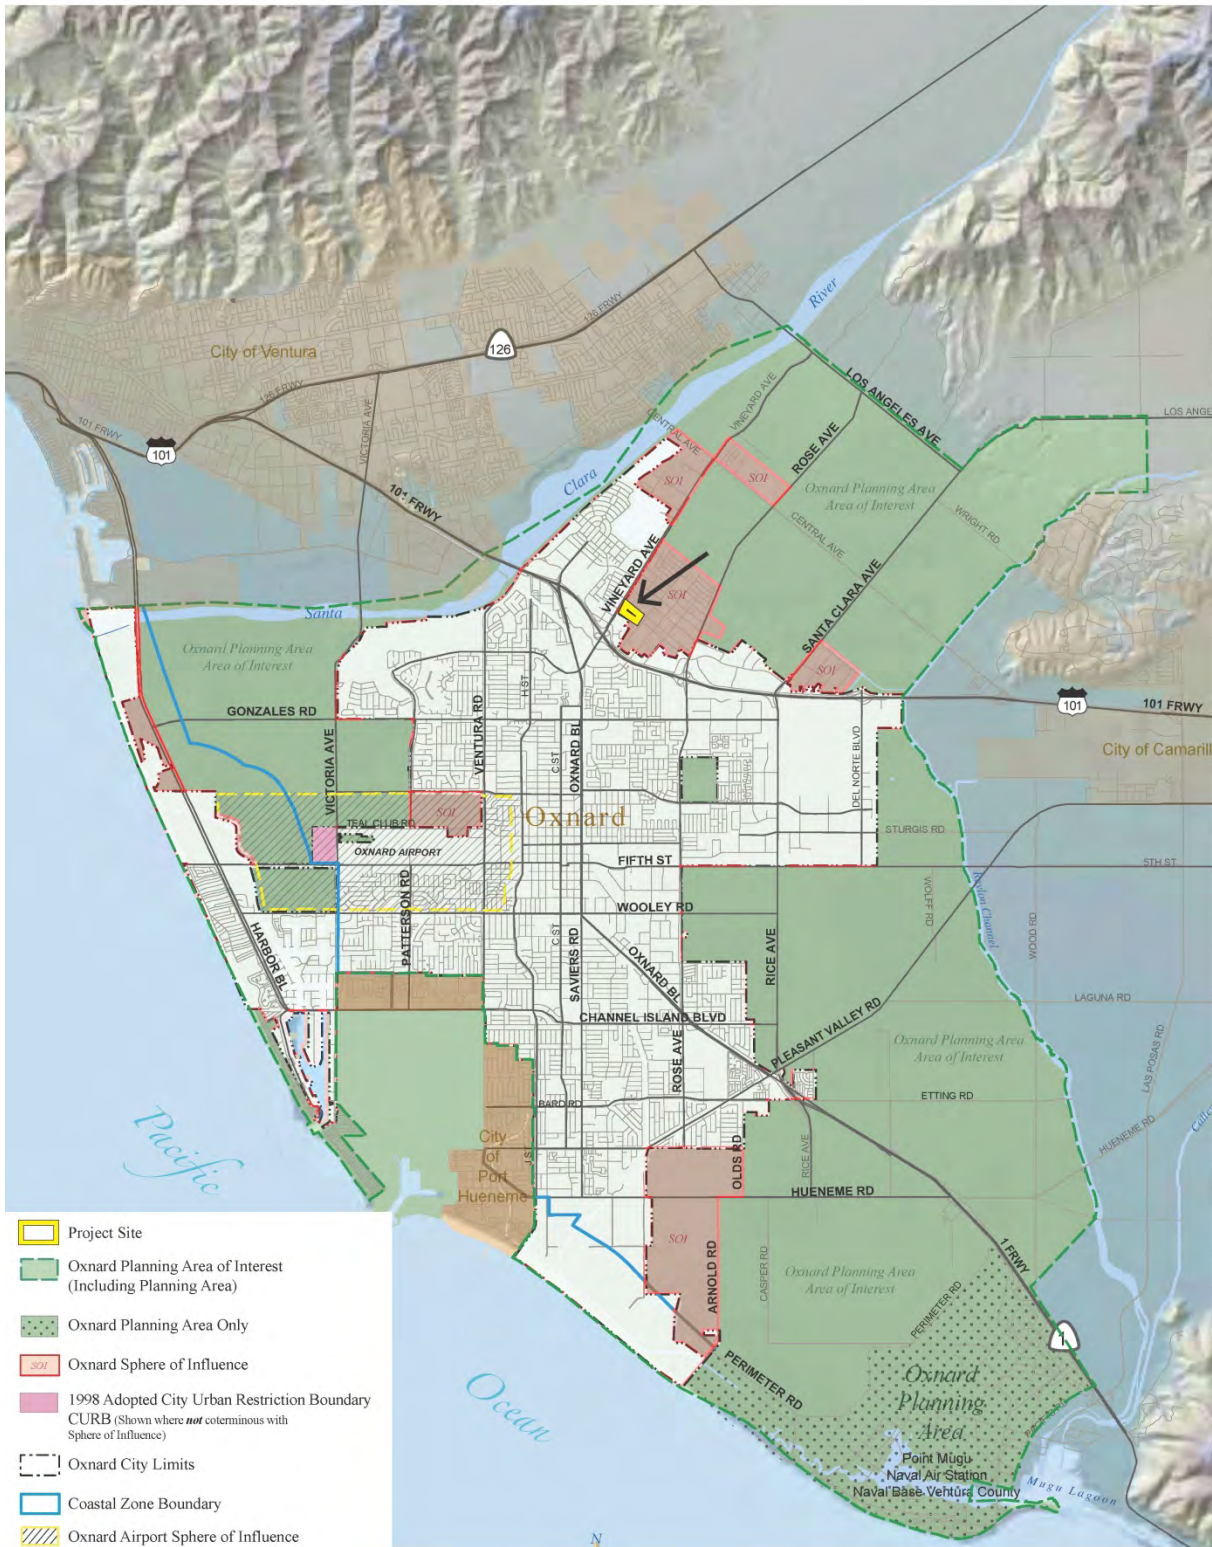 River
126 FRWY
126
City of Ventura
LOS ANGELES AVE
VINEYARD AVE
126 FRWY
VICTORIA AVE
CENTRAL AVE
ROSE AVE
LOS ANGE
101 FRWY
101
SOI
SOI
Clara
101 FRWY
Oxnard Planning Area
Area of Interest
WRIGHT RD
CENTRAL AVE
VINEYARD AVE
SANTA CLARA AVE
SOI
Santa
Oxnard Planning Area
Area of Interest
SOI
H ST
101
101 FRWY
GONZALES RD
VENTURA RD
OXNARD BL
VICTORIA AVE
C ST
DEL NORTE BLVD
City of Camarill
SOI
TEAL CLUB RD
Oxnard
STURGIS RD
OXNARD AIRPORT
FIFTH ST
5TH ST
PATTERSON RD
WOLFF RD
WOOD RD
WOOLEY RD
HARBOR BL
C ST
SAVIERS RD
OXNARD BL
RICE AVE
LAGUNA RD
CHANNEL ISLAND BLVD
PLEASANT VALLEY RD
ROSE AVE
Oxnard Planning Area
Area of Interest
LAS POSAS RD
ETTING RD
BARD RD
HUENEME RD
Pacific
City
of
Port
Hueneme
J ST
OLDS RD
RICE AVE
HUENEME RD
SOI
ARNOLD RD
CASPER RD
1 FRWY
Oxnard Planning Area
Area of Interest
PERIMETER RD
1
PERIMETER RD
Ocean
Oxnard
Planning
Area
Point Mugu
Naval Air Station
Naval Base Ventura County
Mugu Lagoon
Project Site
Oxnard Planning Area of Interest
(Including Planning Area)
Oxnard Planning Area Only
SOI
Oxnard Sphere of Influence
1998 Adopted City Urban Restriction Boundary
CURB (Shown where not coterminous with
Sphere of Influence)
Oxnard City Limits
Coastal Zone Boundary
Oxnard Airport Sphere of Influence
N